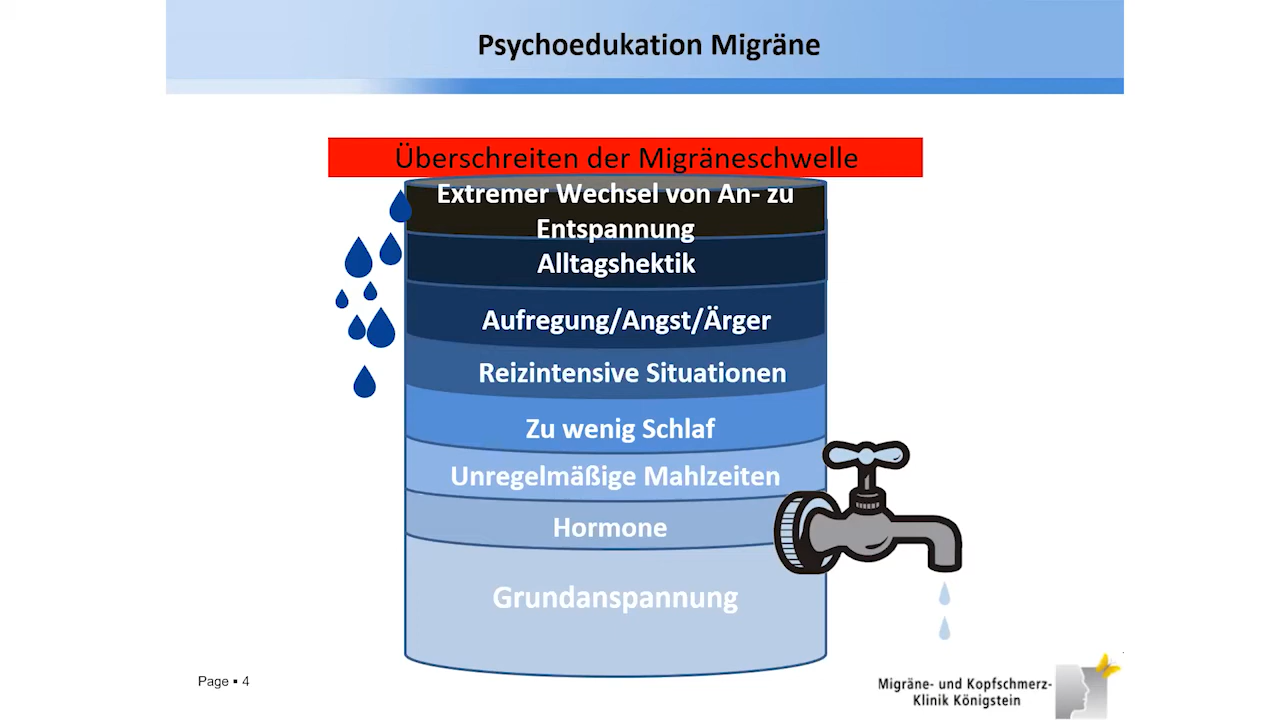 Psychoedukation Migräne
Überschreiten der Migräneschwelle
Extremer Wechsel von An- zu
Entspannung
Alltagshektik
Aufregung/Angst/Ärger
Reizintensive Situationen
Zu wenig Schlaf
Unregelmäßige Mahlzeiten
Hormone
Grundanspannung
Page ▪ 4
Migräne- und Kopfschmerz-
Klinik Königstein